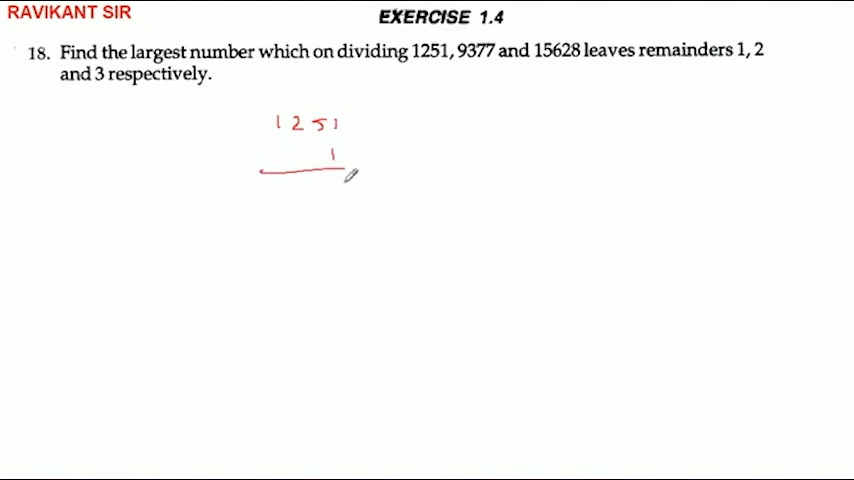 RAVIKANT SIR
EXERCISE 1.4
18. Find the largest number which on dividing 1251, 9377 and 15628 leaves remainders 1, 2
and 3 respectively.
1251
1